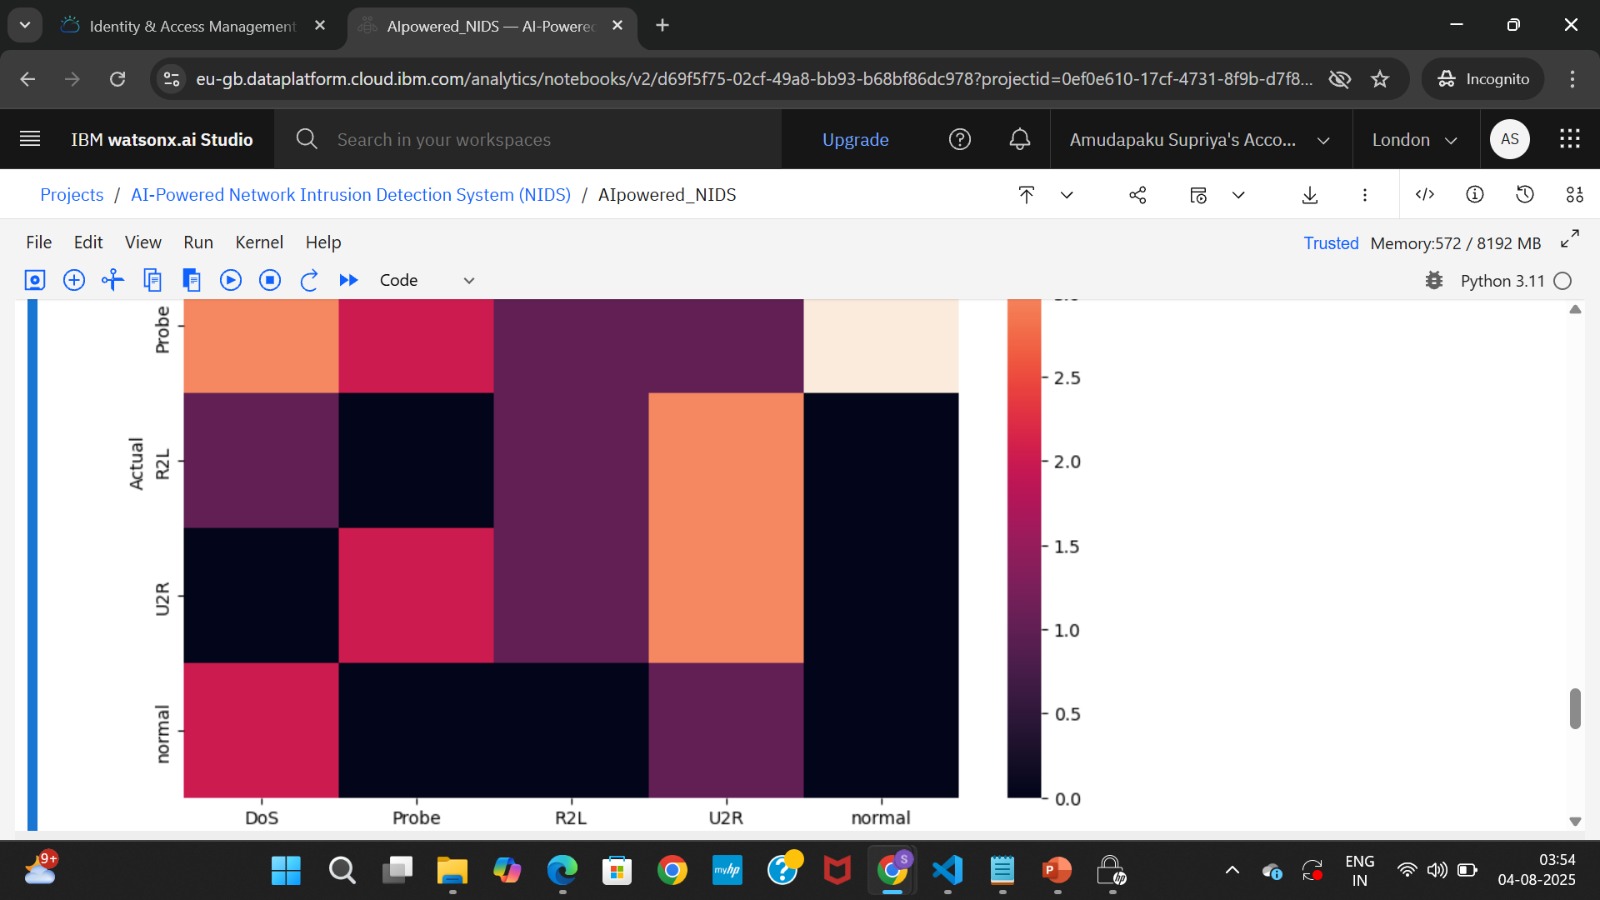 Identity & Access Management
AIpowered_NIDS — AI-Powered
eu-gb.dataplatform.cloud.ibm.com/analytics/notebooks/v2/d69f5f75-02cf-49a8-bb93-b68bf86dc978?projectid=0ef0e610-17cf-4731-8f9b-d7f8...
Incognito
IBM watsonx.ai Studio
Search in your workspaces
Upgrade
Amudapaku Supriya's Acco...
London
AS
Projects / AI-Powered Network Intrusion Detection System (NIDS) / AIpowered_NIDS
File Edit View Run Kernel Help
Trusted Memory:572 / 8192 MB
Code
Python 3.11
Probe
2.5
Actual
R2L
2.0
1.5
U2R
1.0
0.5
normal
0.0
DoS Probe R2L U2R normal
9+
myhp
S
P
hp
ENG
IN
03:54
04-08-2025